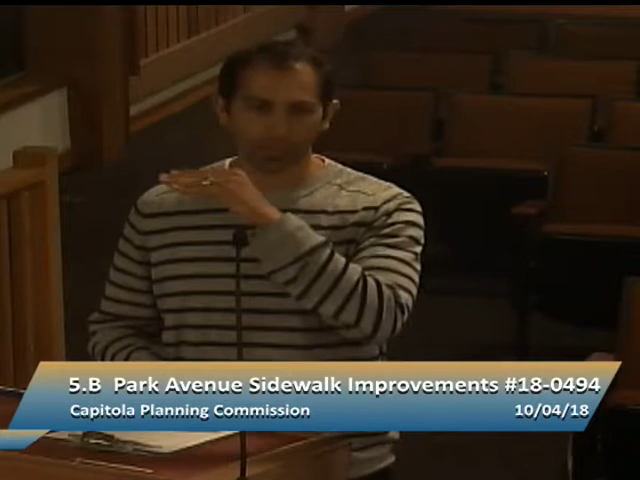 5.B Park Avenue Sidewalk Improvements #18-0494
Capitola Planning Commission 10/04/18